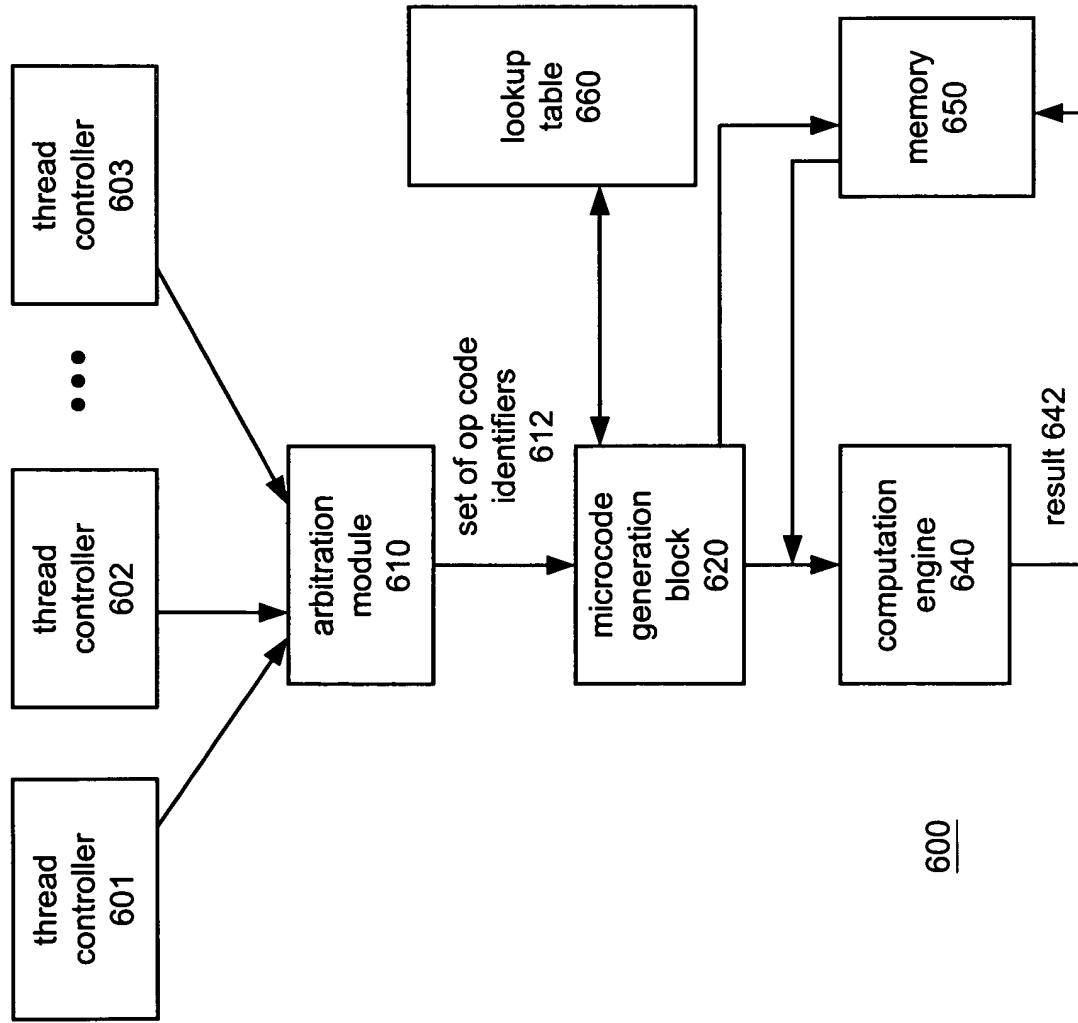 thread
controller
601
thread
controller
602
thread
controller
603
arbitration
module
610
set of op code
identifiers
612
microcode
generation
block
620
lookup
table
660
computation
engine
640
memory
650
result 642
600